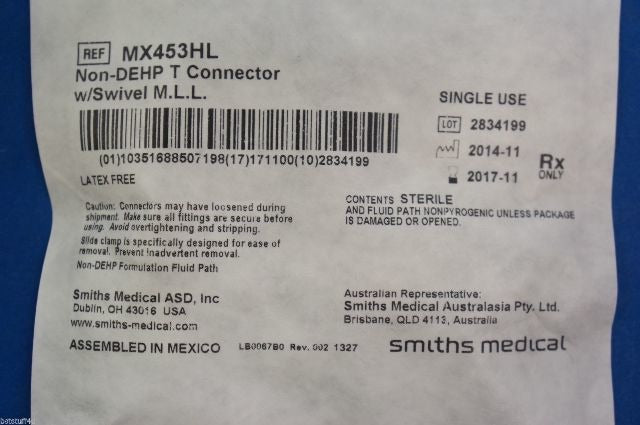 REF MX453HL
Non-DEHP T Connector
w/Swivel M.L.L.
(01)10351688507198(17)171100(10)2834199
LATEX FREE
Caution: Connectors may have loosened during
shipment. Make sure all fittings are secure before
using. Avoid overtightening and stripping.
Slide clamp is specifically designed for ease of
removal. Prevent inadvertent removal.
Non-DEHP Formulation Fluid Path
SINGLE USE
LOT 2834199
2014-11
2017-11
Rx
ONLY
CONTENTS STERILE
AND FLUID PATH NONPYROGENIC UNLESS PACKAGE
IS DAMAGED OR OPENED.
Smiths Medical ASD, Inc
Dublin, OH 43016 USA
www.smiths-medical.com
Australian Representative:
Smiths Medical Australasia Pty. Ltd.
Brisbane, QLD 4113, Australia
ASSEMBLED IN MEXICO
LB0067B0 Rev. 002 1327
smiths medical